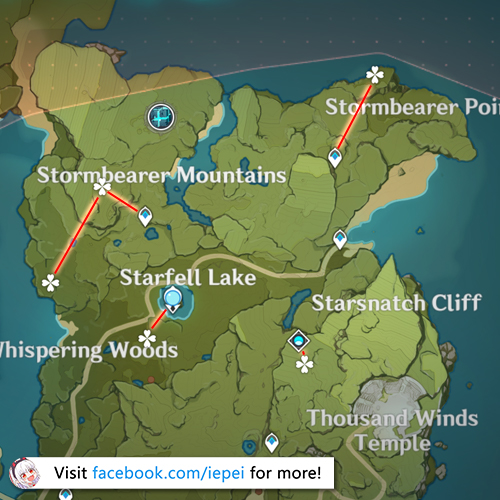 Stormbearer Poi
Stormbearer Mountains
Starfell Lake
Starsnatch Cliff
Whispering Woods
Thousand Winds
Temple
Visit facebook.com/iepei for more!